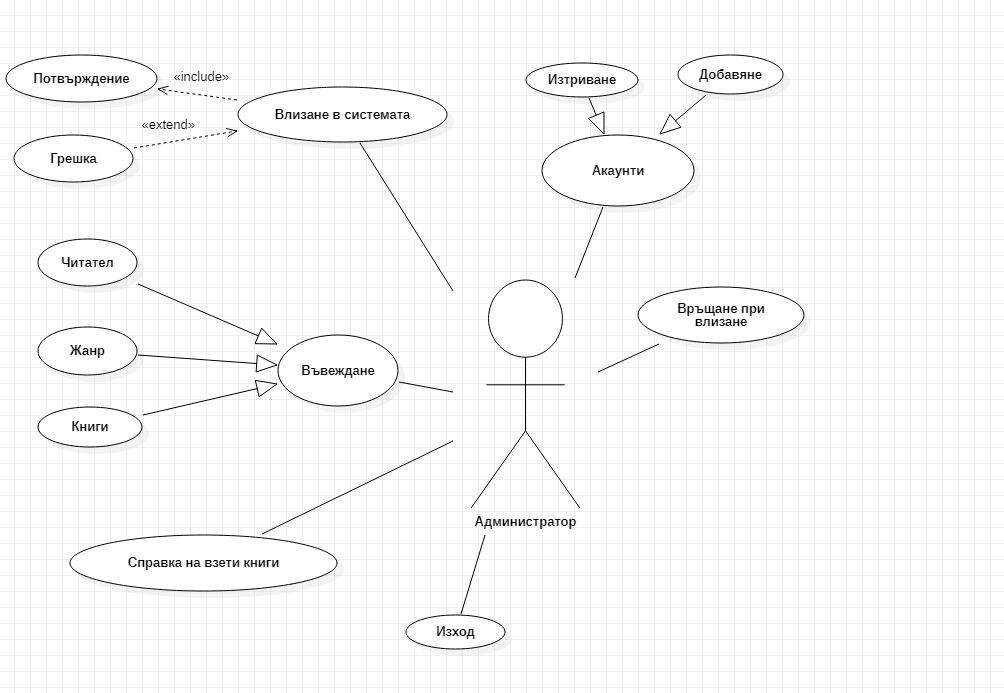 Потвърждение
«include»
Влизане в системата
«extend»
Грешка
Изтриване
Добавяне
Акаунти
Читател
Жанр
Книги
Въвеждане
Връщане при
влизане
Администратор
Справка на взети книги
Изход